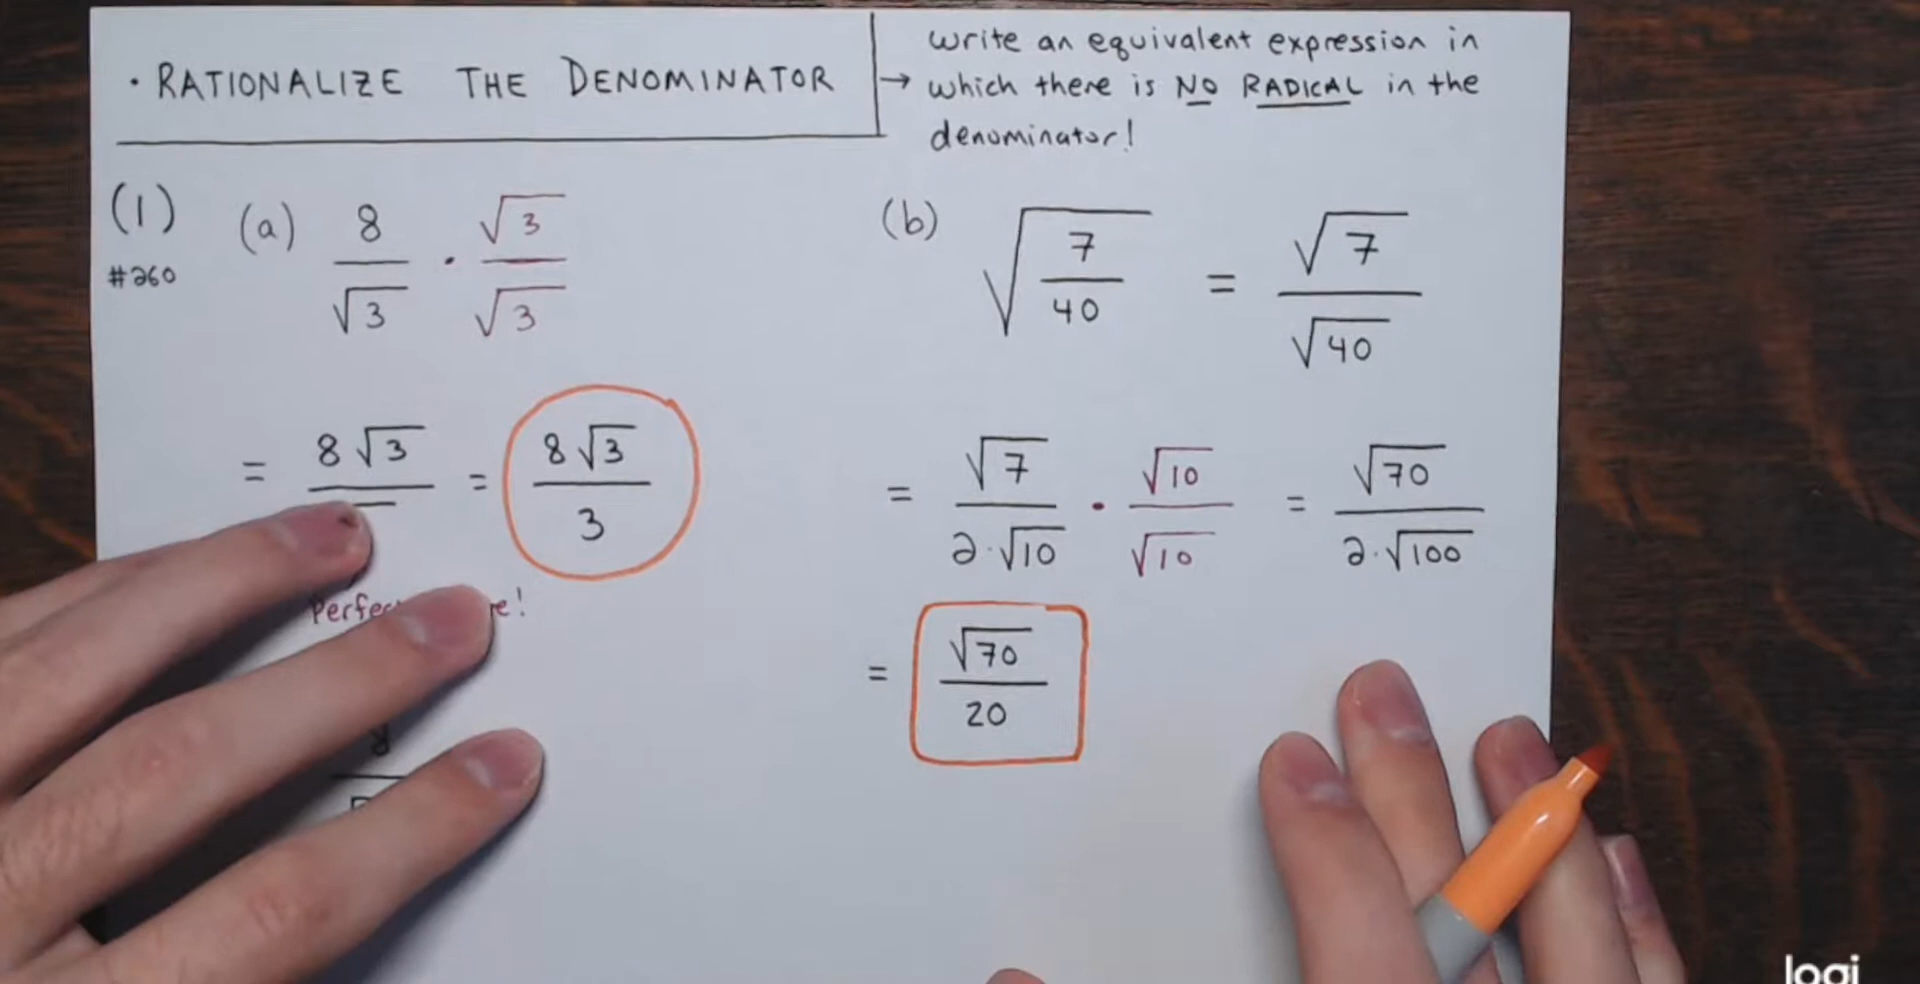 · RATIONALIZE THE DENOMINATOR
→ write an equivalent expression in
which there is NO RADICAL in the
denominator!
(1)
#260
(a) 8/√3 · √3/√3
= 8√3/ = 8√3/3
(b) √(7/40) = √7/√40
= √7/(2·√10) · √10/√10 = √70/(2·√100)
= √70/20
logi